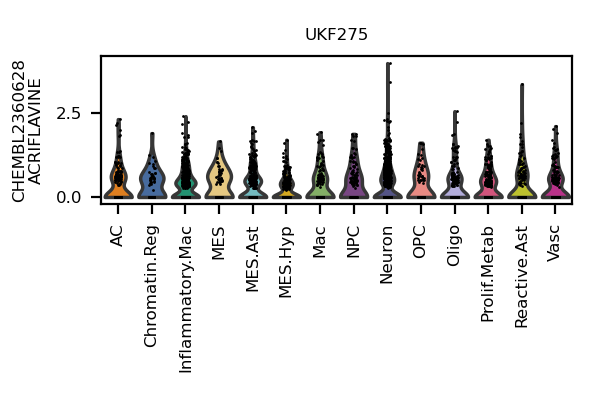 UKF275
CHEMBL2360628
ACRIFLAVINE
2.5
0.0
AC
Chromatin.Reg
Inflammatory.Mac
MES
MES.Ast
MES.Hyp
Mac
NPC
Neuron
OPC
Oligo
Prolif.Metab
Reactive.Ast
Vasc